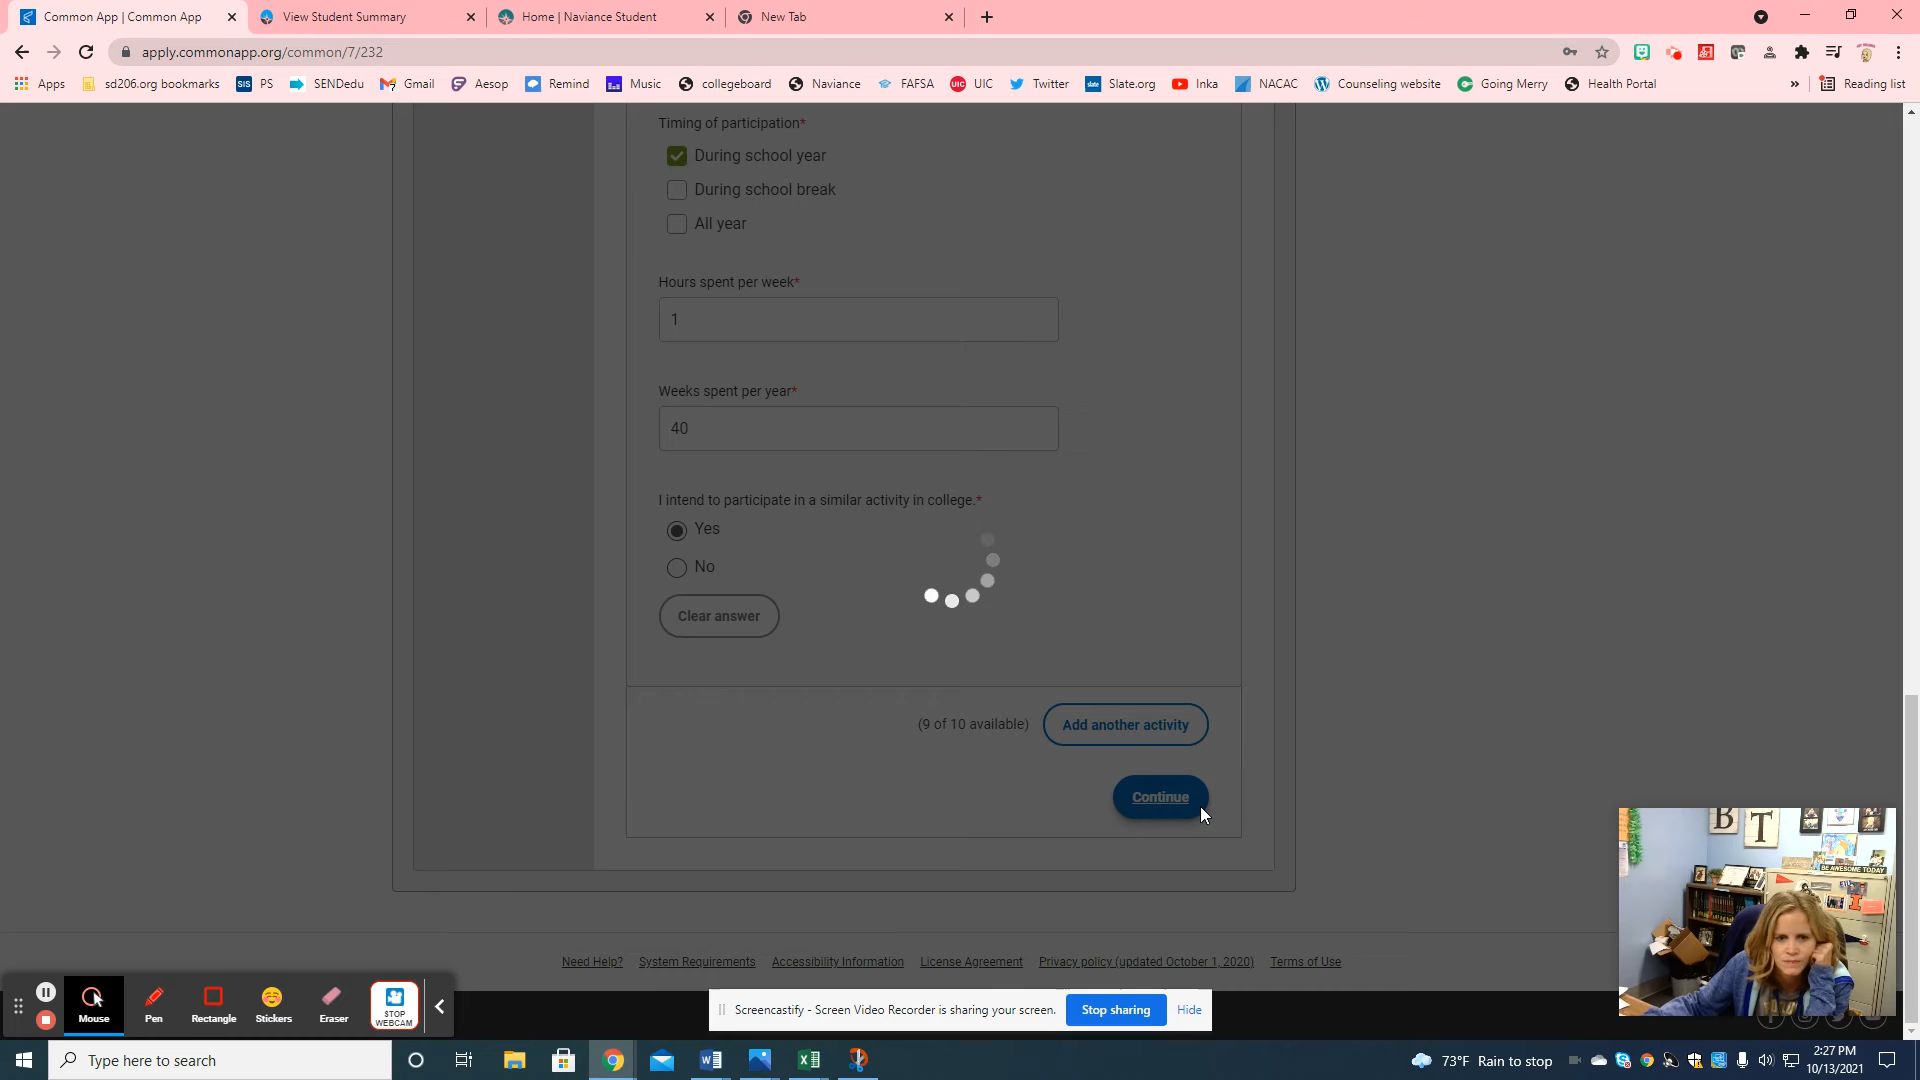 Common App | Common App
View Student Summary
Home | Naviance Student
New Tab
apply.commonapp.org/common/7/232
Apps
sd206.org bookmarks
SIS PS
SENDedu
Gmail
Aesop
Remind
Music
collegeboard
Naviance
FAFSA
UIC UIC
Twitter
slate Slate.org
Inka
NACAC
Counseling website
Going Merry
Health Portal
»
Reading list
Timing of participation*
During school year
During school break
All year
Hours spent per week*
1
Weeks spent per year*
40
I intend to participate in a similar activity in college.*
Yes
No
Clear answer
(9 of 10 available)
Add another activity
Continue
B T
BE AWESOME TODAY
Need Help?
System Requirements
Accessibility Information
License Agreement
Privacy policy (updated October 1, 2020)
Terms of Use
Mouse
Pen
Rectangle
Stickers
Eraser
STOP
WEBCAM
Screencastify - Screen Video Recorder is sharing your screen.
Stop sharing
Hide
Type here to search
73°F Rain to stop
2:27 PM
10/13/2021